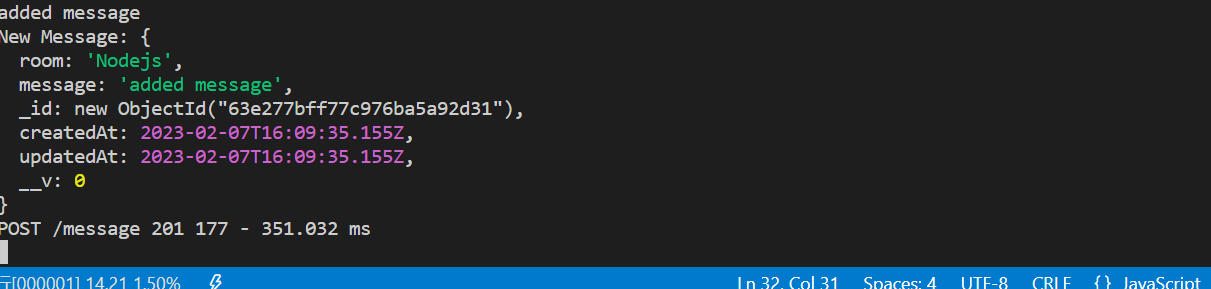 added message
New Message: {
  room: 'Nodejs',
  message: 'added message',
  _id: new ObjectId("63e277bff77c976ba5a92d31"),
  createdAt: 2023-02-07T16:09:35.155Z,
  updatedAt: 2023-02-07T16:09:35.155Z,
  __v: 0
}
POST /message 201 177 - 351.032 ms
行[000001] 14.21 1.50% Ln 32, Col 31 Spaces: 4 UTF-8 CRLF {} JavaScript